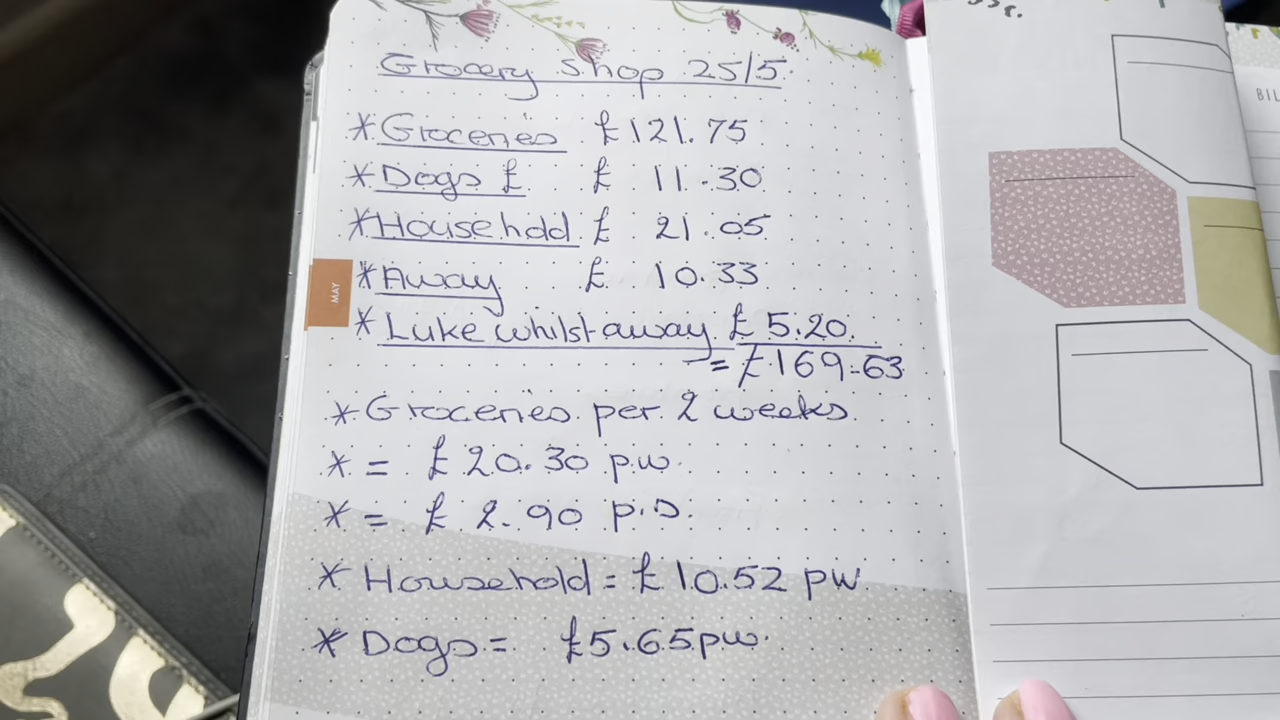 Grocery shop 25/5.
*Groceries £121.75
*Dogs £ £ 11.30
*Household £ 21.05
*Away £ 10.33
* Luke whilst away £5.20.
= £169-63
*Groceries per 2 weeks.
* = £20.30 p.w.
* = £ 2.90 p.D.
* Household = £10.52 pw.
* Dogs = £5.65pw.
MAY
BIL